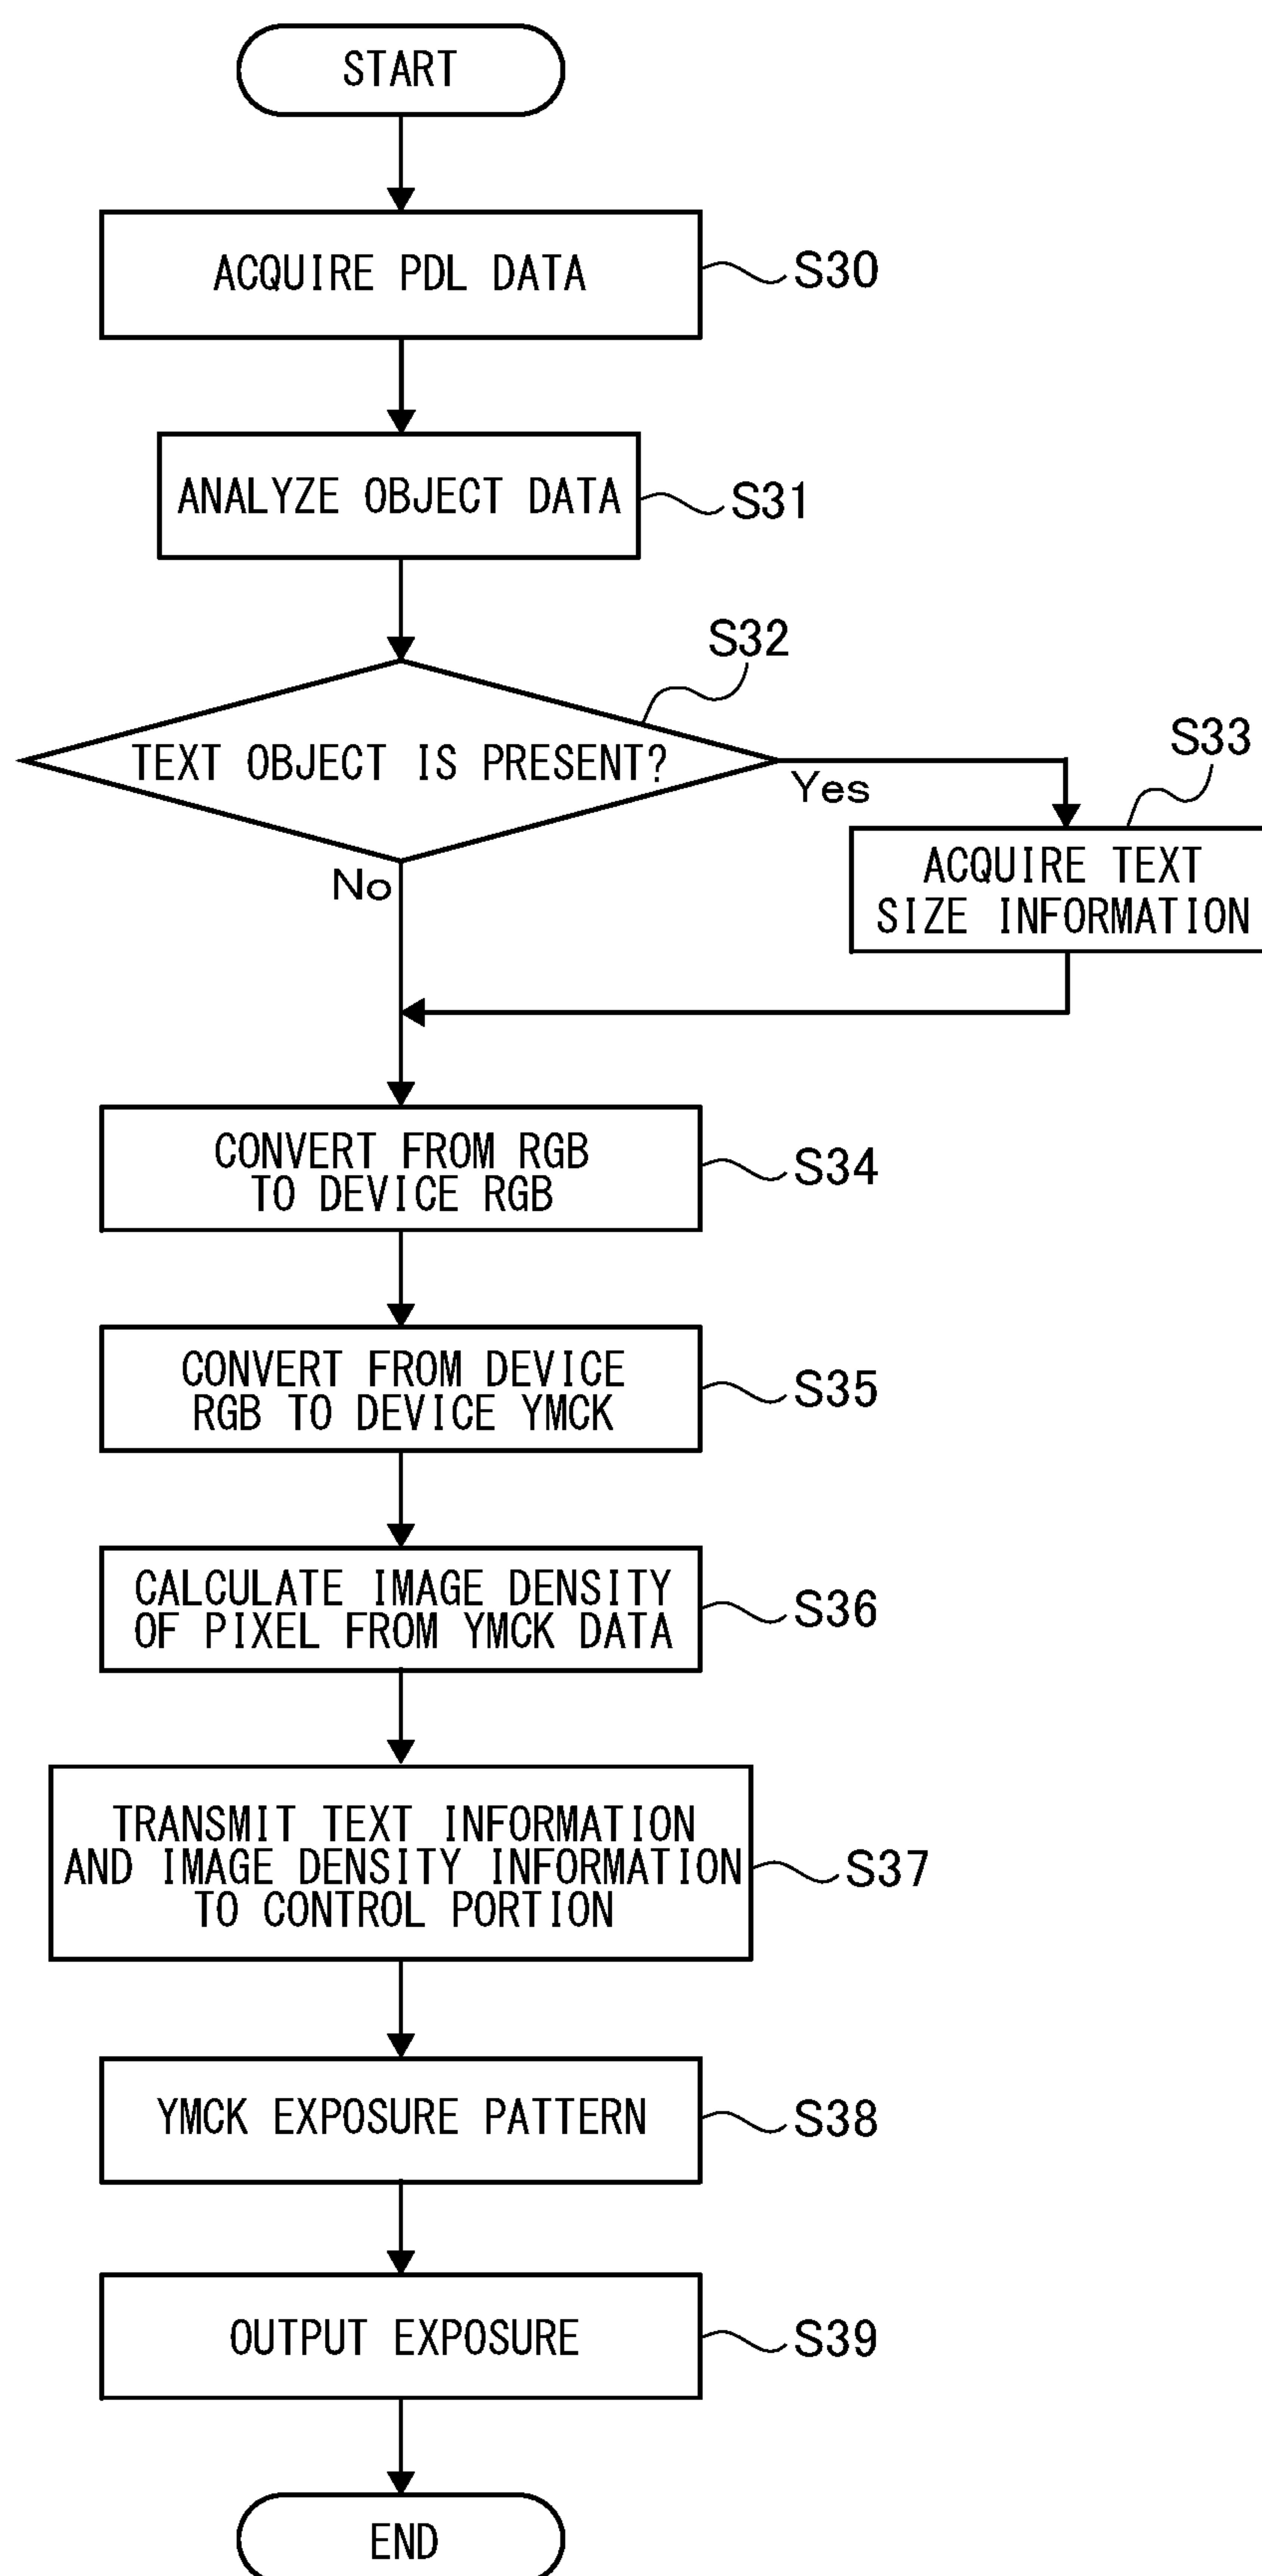 START
ACQUIRE PDL DATA
S30
ANALYZE OBJECT DATA
S31
S32
TEXT OBJECT IS PRESENT?
Yes
No
S33
ACQUIRE TEXT
SIZE INFORMATION
CONVERT FROM RGB
TO DEVICE RGB
S34
CONVERT FROM DEVICE
RGB TO DEVICE YMCK
S35
CALCULATE IMAGE DENSITY
OF PIXEL FROM YMCK DATA
S36
TRANSMIT TEXT INFORMATION
AND IMAGE DENSITY INFORMATION
TO CONTROL PORTION
S37
YMCK EXPOSURE PATTERN
S38
OUTPUT EXPOSURE
S39
END